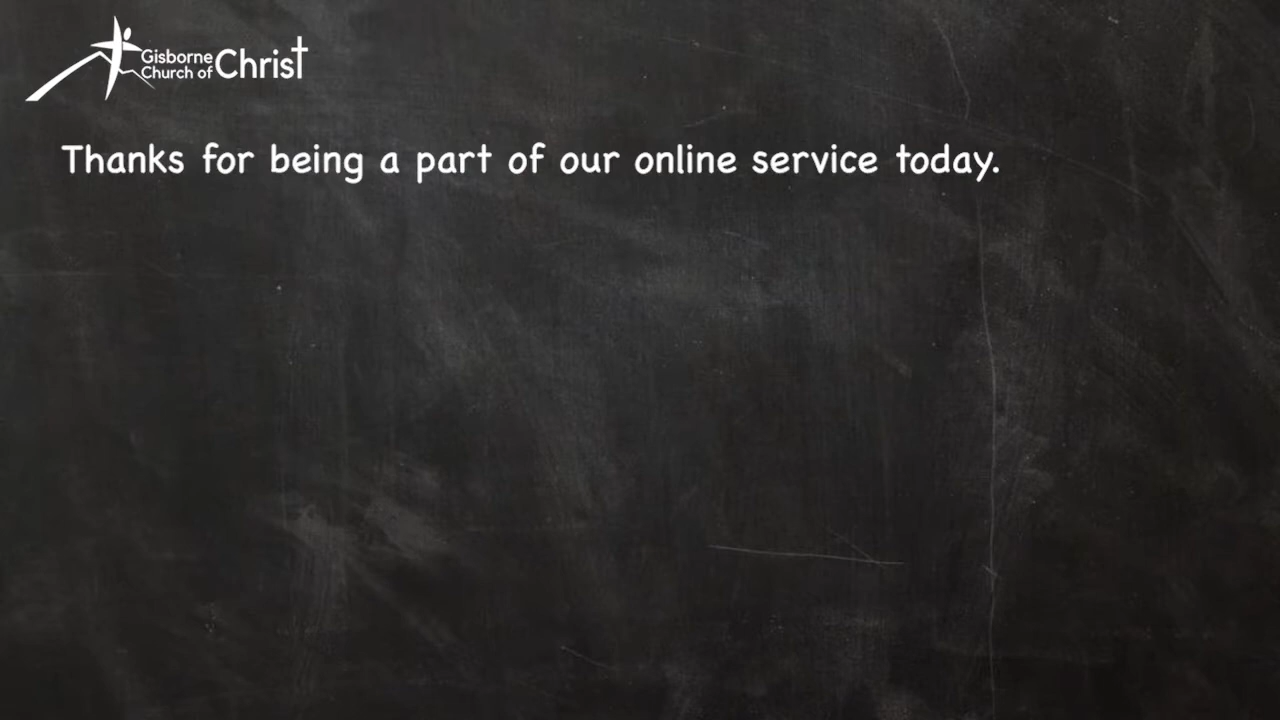 Gisborne
Church of Christ
Thanks for being a part of our online service today.